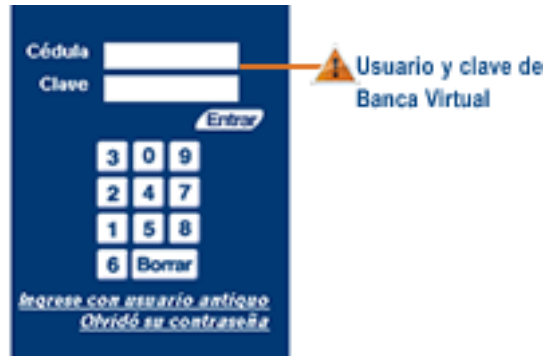 Cédula
Clave
Usuario y clave de
Banca Virtual
Entrar
3 0 9
2 4 7
1 5 8
6 Borrar
Ingrese con usuario antiguo
Olvidó su contraseña